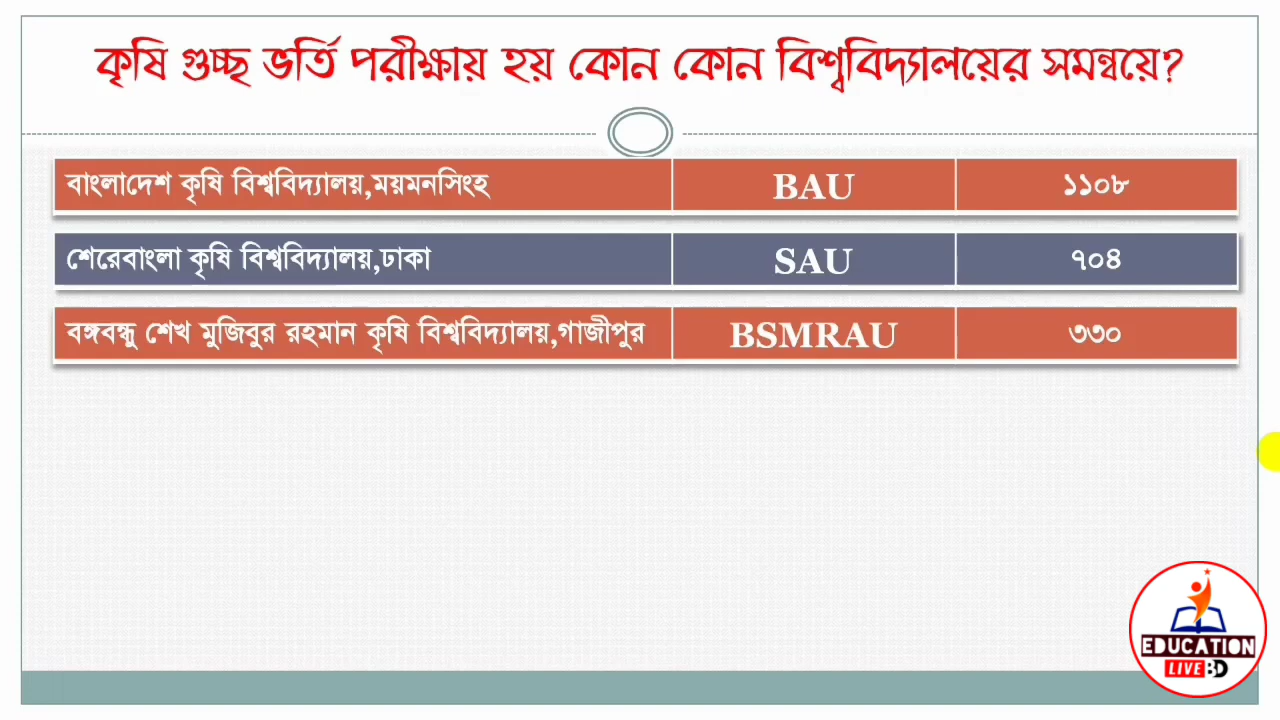 কৃষি গুচ্ছ ভর্তি পরীক্ষায় হয় কোন কোন বিশ্ববিদ্যালয়ের সমন্বয়ে?
বাংলাদেশ কৃষি বিশ্ববিদ্যালয়,ময়মনসিংহ BAU ১১০৮
শেরেবাংলা কৃষি বিশ্ববিদ্যালয়,ঢাকা SAU ৭০৪
বঙ্গবন্ধু শেখ মুজিবুর রহমান কৃষি বিশ্ববিদ্যালয়,গাজীপুর BSMRAU ৩৩০
EDUCATION
LIVE BD